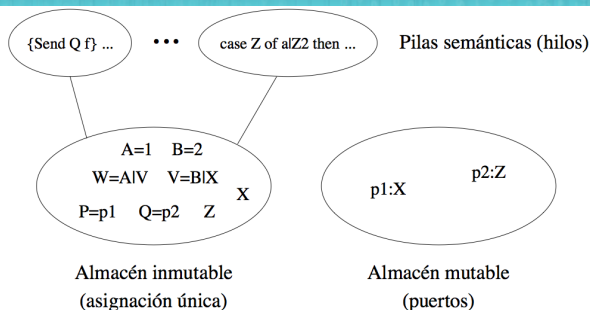 {Send Q f} ...
• • •
case Z of a|Z2 then ...
Pilas semánticas (hilos)
A=1 B=2
W=A|V V=B|X
X
P=p1 Q=p2 Z
p1:X
p2:Z
Almacén inmutable
(asignación única)
Almacén mutable
(puertos)